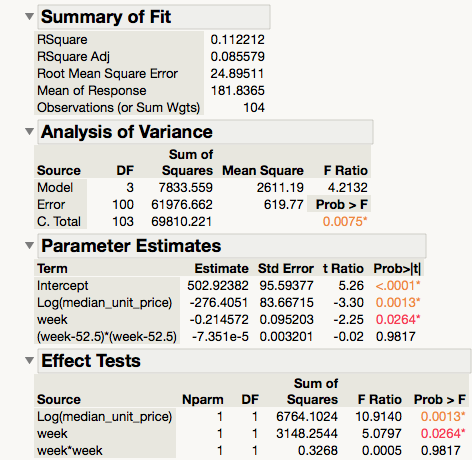 Summary of Fit
RSquare 0.112212
RSquare Adj 0.085579
Root Mean Square Error 24.89511
Mean of Response 181.8365
Observations (or Sum Wgts) 104
Analysis of Variance
Sum of
Source DF Squares Mean Square F Ratio
Model 3 7833.559 2611.19 4.2132
Error 100 61976.662 619.77 Prob > F
C. Total 103 69810.221 0.0075*
Parameter Estimates
Term Estimate Std Error t Ratio Prob>|t|
Intercept 502.92382 95.59377 5.26 <.0001*
Log(median_unit_price) -276.4051 83.66715 -3.30 0.0013*
week -0.214572 0.095203 -2.25 0.0264*
(week-52.5)*(week-52.5) -7.351e-5 0.003201 -0.02 0.9817
Effect Tests
Sum of
Source Nparm DF Squares F Ratio Prob > F
Log(median_unit_price) 1 1 6764.1024 10.9140 0.0013*
week 1 1 3148.2544 5.0797 0.0264*
week*week 1 1 0.3268 0.0005 0.9817